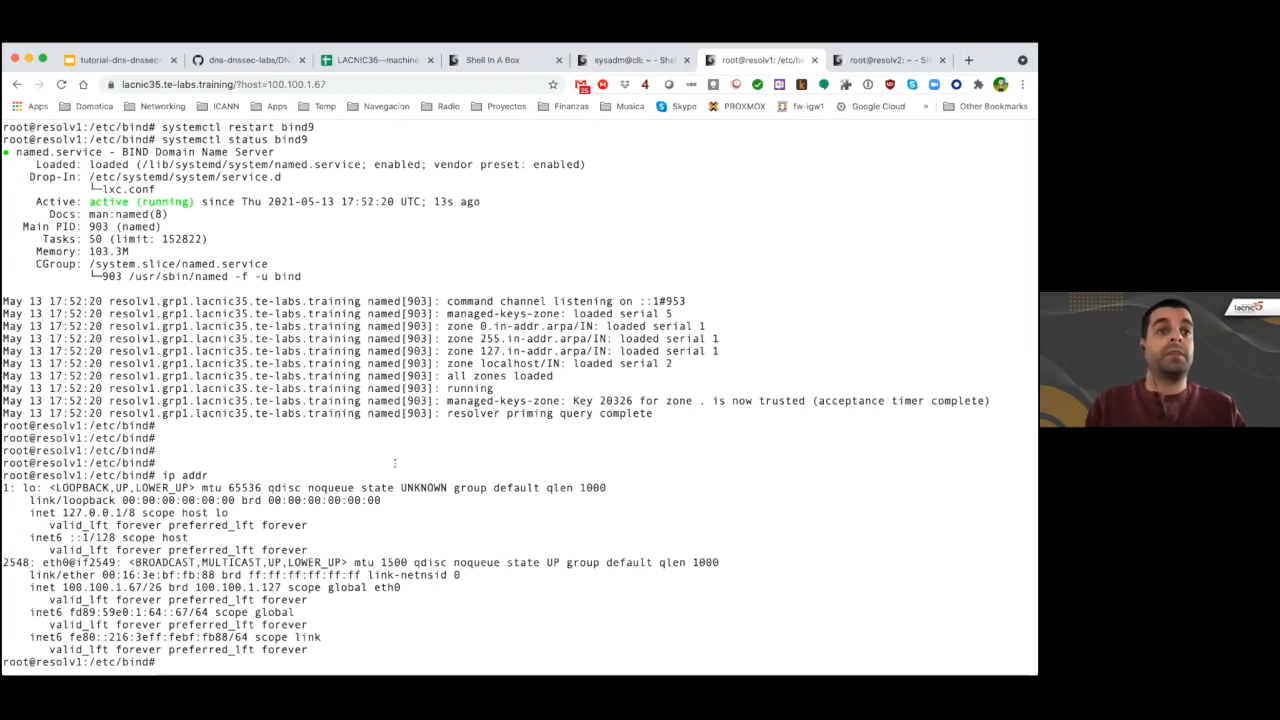 tutorial-dns-dnssec-
dns-dnssec-labs/DN
LACNIC35--machine
Shell In A Box
sysadm@cli: ~ - She
root@resolv1: /etc/b
root@resolv2: ~ - S
lacnic35.te-labs.training/?host=100.100.1.67
Apps
Domotica
Networking
ICANN
Apps
Temp
Navegacion
Radio
Proyectos
Finanzas
Musica
Skype
PROXMOX
fw-igw1
Google Cloud
»
Other Bookmarks
root@resolv1:/etc/bind# systemctl restart bind9
root@resolv1:/etc/bind# systemctl status bind9
● named.service - BIND Domain Name Server
Loaded: loaded (/lib/systemd/system/named.service; enabled; vendor preset: enabled)
Drop-In: /etc/systemd/system/service.d
└─lxc.conf
Active: active (running) since Thu 2021-05-13 17:52:20 UTC; 13s ago
Docs: man:named(8)
Main PID: 903 (named)
Tasks: 50 (limit: 152822)
Memory: 103.3M
CGroup: /system.slice/named.service
└─903 /usr/sbin/named -f -u bind
May 13 17:52:20 resolv1.grp1.lacnic35.te-labs.training named[903]: command channel listening on ::1#953
May 13 17:52:20 resolv1.grp1.lacnic35.te-labs.training named[903]: managed-keys-zone: loaded serial 5
May 13 17:52:20 resolv1.grp1.lacnic35.te-labs.training named[903]: zone 0.in-addr.arpa/IN: loaded serial 1
May 13 17:52:20 resolv1.grp1.lacnic35.te-labs.training named[903]: zone 255.in-addr.arpa/IN: loaded serial 1
May 13 17:52:20 resolv1.grp1.lacnic35.te-labs.training named[903]: zone 127.in-addr.arpa/IN: loaded serial 1
May 13 17:52:20 resolv1.grp1.lacnic35.te-labs.training named[903]: zone localhost/IN: loaded serial 2
May 13 17:52:20 resolv1.grp1.lacnic35.te-labs.training named[903]: all zones loaded
May 13 17:52:20 resolv1.grp1.lacnic35.te-labs.training named[903]: running
May 13 17:52:20 resolv1.grp1.lacnic35.te-labs.training named[903]: managed-keys-zone: Key 20326 for zone . is now trusted (acceptance timer complete)
May 13 17:52:20 resolv1.grp1.lacnic35.te-labs.training named[903]: resolver priming query complete
root@resolv1:/etc/bind#
root@resolv1:/etc/bind#
root@resolv1:/etc/bind#
root@resolv1:/etc/bind#
root@resolv1:/etc/bind# ip addr
1: lo: <LOOPBACK,UP,LOWER_UP> mtu 65536 qdisc noqueue state UNKNOWN group default qlen 1000
link/loopback 00:00:00:00:00:00 brd 00:00:00:00:00:00
inet 127.0.0.1/8 scope host lo
valid_lft forever preferred_lft forever
inet6 ::1/128 scope host
valid_lft forever preferred_lft forever
2548: eth0@if2549: <BROADCAST,MULTICAST,UP,LOWER_UP> mtu 1500 qdisc noqueue state UP group default qlen 1000
link/ether 00:16:3e:bf:fb:88 brd ff:ff:ff:ff:ff:ff link-netnsid 0
inet 100.100.1.67/26 brd 100.100.1.127 scope global eth0
valid_lft forever preferred_lft forever
inet6 fd89:59e0:1:64::67/64 scope global
valid_lft forever preferred_lft forever
inet6 fe80::216:3eff:febf:fb88/64 scope link
valid_lft forever preferred_lft forever
root@resolv1:/etc/bind#
lacnic35